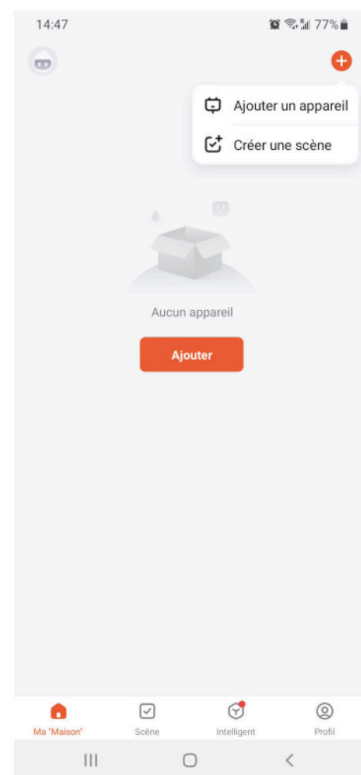 14:47 77%
Ajouter un appareil
Créer une scène
Aucun appareil
Ajouter
Ma "Maison" Scène Intelligent Profil